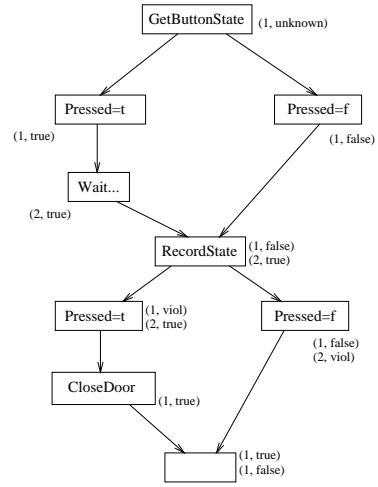 GetButtonState
(1, unknown)
Pressed=t
Pressed=f
(1, true)
(1, false)
Wait...
(2, true)
RecordState
(1, false)
(2, true)
Pressed=t
(1, viol)
(2, true)
Pressed=f
(1, false)
(2, viol)
CloseDoor
(1, true)
(1, true)
(1, false)